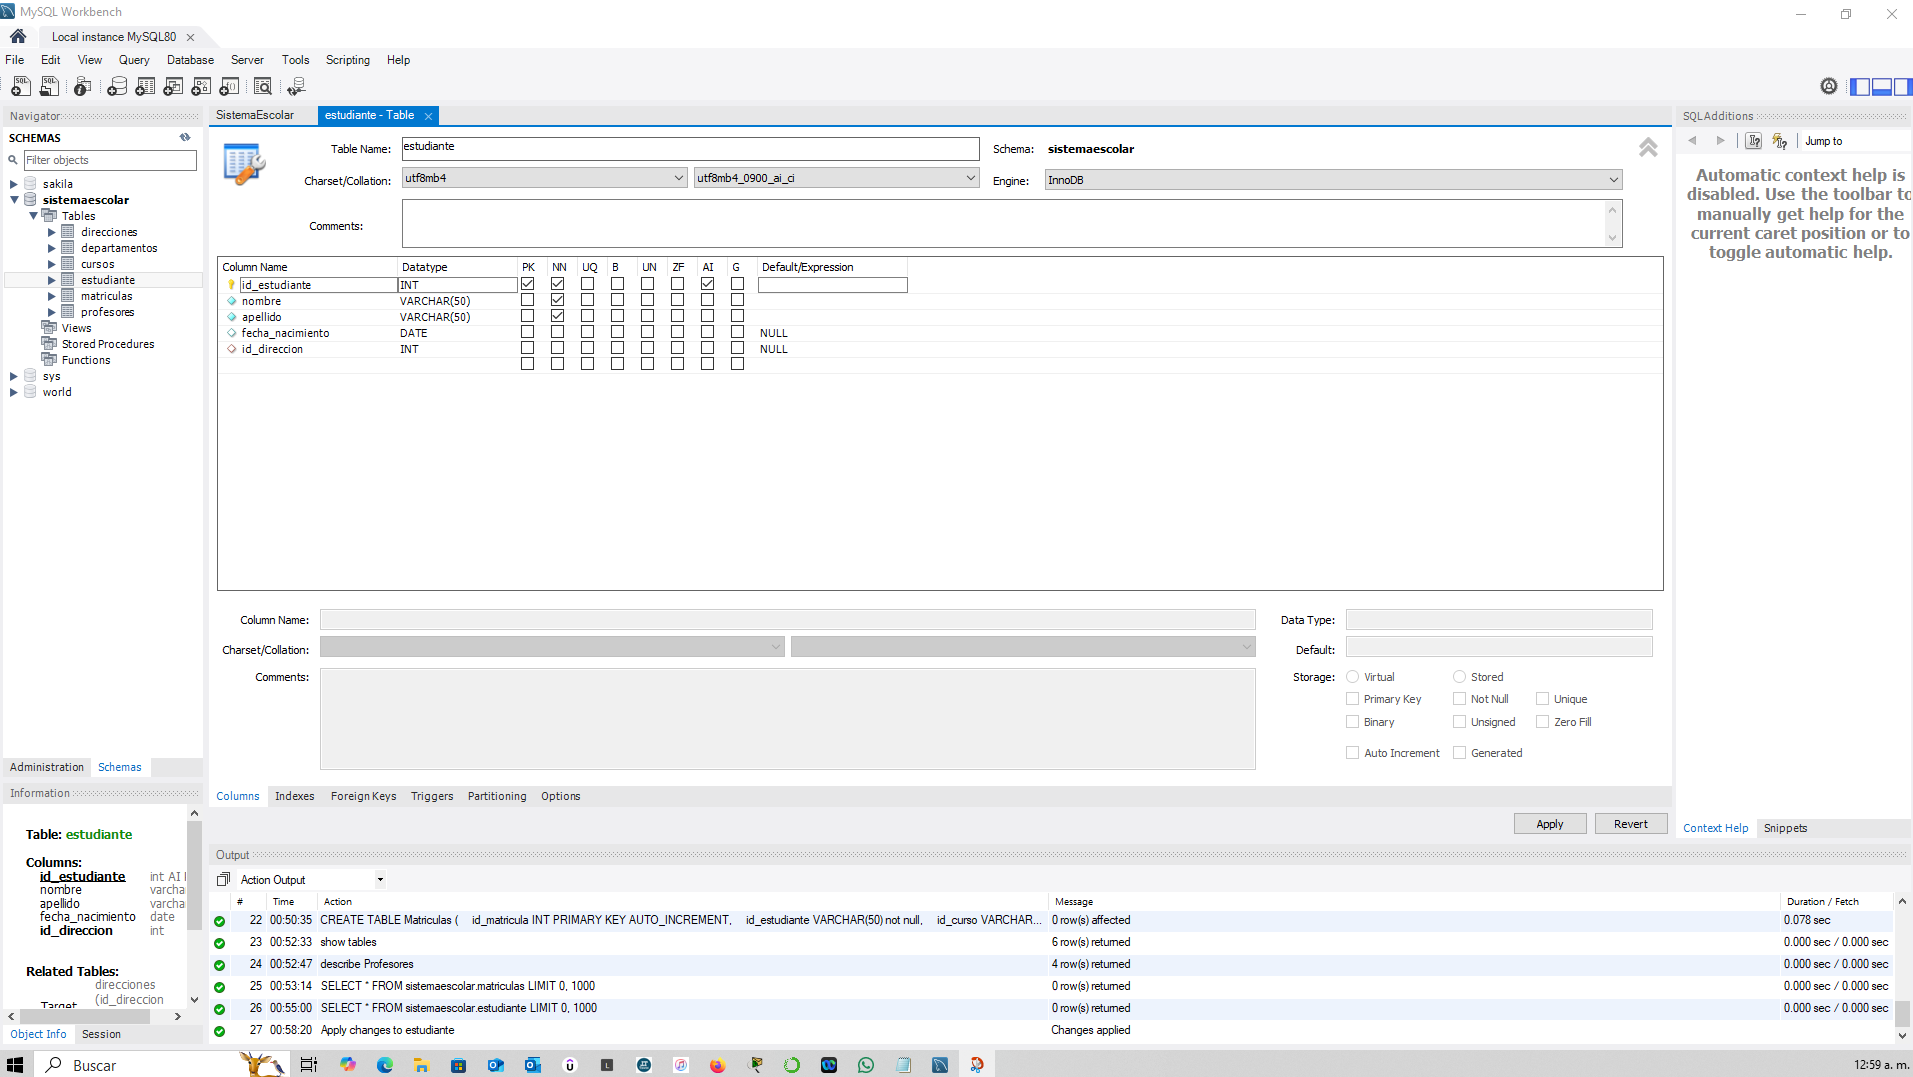 MySQL Workbench
Local instance MySQL80
File Edit View Query Database Server Tools Scripting Help
Navigator
SCHEMAS
Filter objects
sakila
sistemaescolar
Tables
direcciones
departamentos
cursos
estudiante
matriculas
profesores
Views
Stored Procedures
Functions
sys
world
Administration Schemas
Information
Table: estudiante
Columns:
id_estudiante int AI
nombre varcha
apellido varcha
fecha_nacimiento date
id_direccion int
Related Tables:
direcciones
(id_direccion
Target
Object Info Session
SistemaEscolar estudiante - Table
Table Name: estudiante Schema: sistemaescolar
Charset/Collation: utf8mb4 utf8mb4_0900_ai_ci Engine: InnoDB
Comments:
Column Name Datatype PK NN UQ B UN ZF AI G Default/Expression
id_estudiante INT
nombre VARCHAR(50)
apellido VARCHAR(50)
fecha_nacimiento DATE NULL
id_direccion INT NULL
Column Name: Data Type:
Charset/Collation: Default:
Comments: Storage: Virtual Stored
Primary Key Not Null Unique
Binary Unsigned Zero Fill
Auto Increment Generated
Columns Indexes Foreign Keys Triggers Partitioning Options
Apply Revert
SQLAdditions
Jump to
Automatic context help is
disabled. Use the toolbar to
manually get help for the
current caret position or to
toggle automatic help.
Context Help Snippets
Output
Action Output
# Time Action Message Duration / Fetch
22 00:50:35 CREATE TABLE Matriculas ( id_matricula INT PRIMARY KEY AUTO_INCREMENT, id_estudiante VARCHAR(50) not null, id_curso VARCHAR... 0 row(s) affected 0.078 sec
23 00:52:33 show tables 6 row(s) returned 0.000 sec / 0.000 sec
24 00:52:47 describe Profesores 4 row(s) returned 0.000 sec / 0.000 sec
25 00:53:14 SELECT * FROM sistemaescolar.matriculas LIMIT 0, 1000 0 row(s) returned 0.000 sec / 0.000 sec
26 00:55:00 SELECT * FROM sistemaescolar.estudiante LIMIT 0, 1000 0 row(s) returned 0.000 sec / 0.000 sec
27 00:58:20 Apply changes to estudiante Changes applied
Buscar
12:59 a. m.